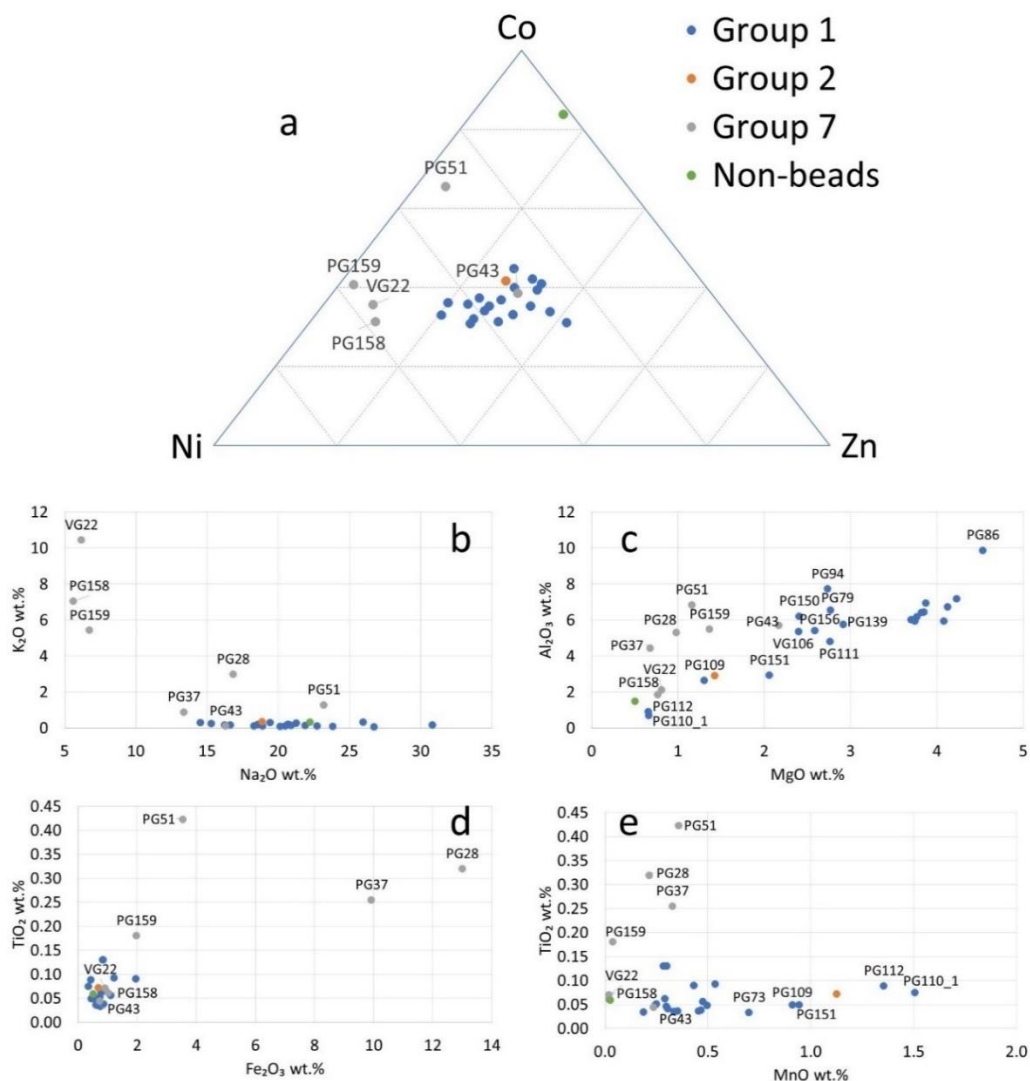 Co
Group 1
Group 2
Group 7
Non-beads
a
PG51
PG159
PG43
VG22
PG158
Ni
Zn
b
12
10
8
6
4
2
0
K₂O wt.%
VG22
PG158
PG159
PG28
PG37
PG43
PG51
5 10 15 20 25 30 35
Na₂O wt.%
c
12
10
8
6
4
2
0
Al₂O₃ wt.%
PG86
PG94
PG51
PG150
PG79
PG28
PG159
PG43
PG156
PG139
PG37
VG106
PG111
VG22
PG109
PG151
PG158
PG112
PG110_1
0 1 2 3 4 5
MgO wt.%
d
0.45
0.40
0.35
0.30
0.25
0.20
0.15
0.10
0.05
0.00
TiO₂ wt.%
PG51
PG28
PG37
PG159
VG22
PG158
PG43
0 2 4 6 8 10 12 14
Fe₂O₃ wt.%
e
0.45
0.40
0.35
0.30
0.25
0.20
0.15
0.10
0.05
0.00
TiO₂ wt.%
PG51
PG28
PG37
PG159
VG22
PG158
PG43
PG73
PG109
PG151
PG112
PG110_1
0.0 0.5 1.0 1.5 2.0
MnO wt.%